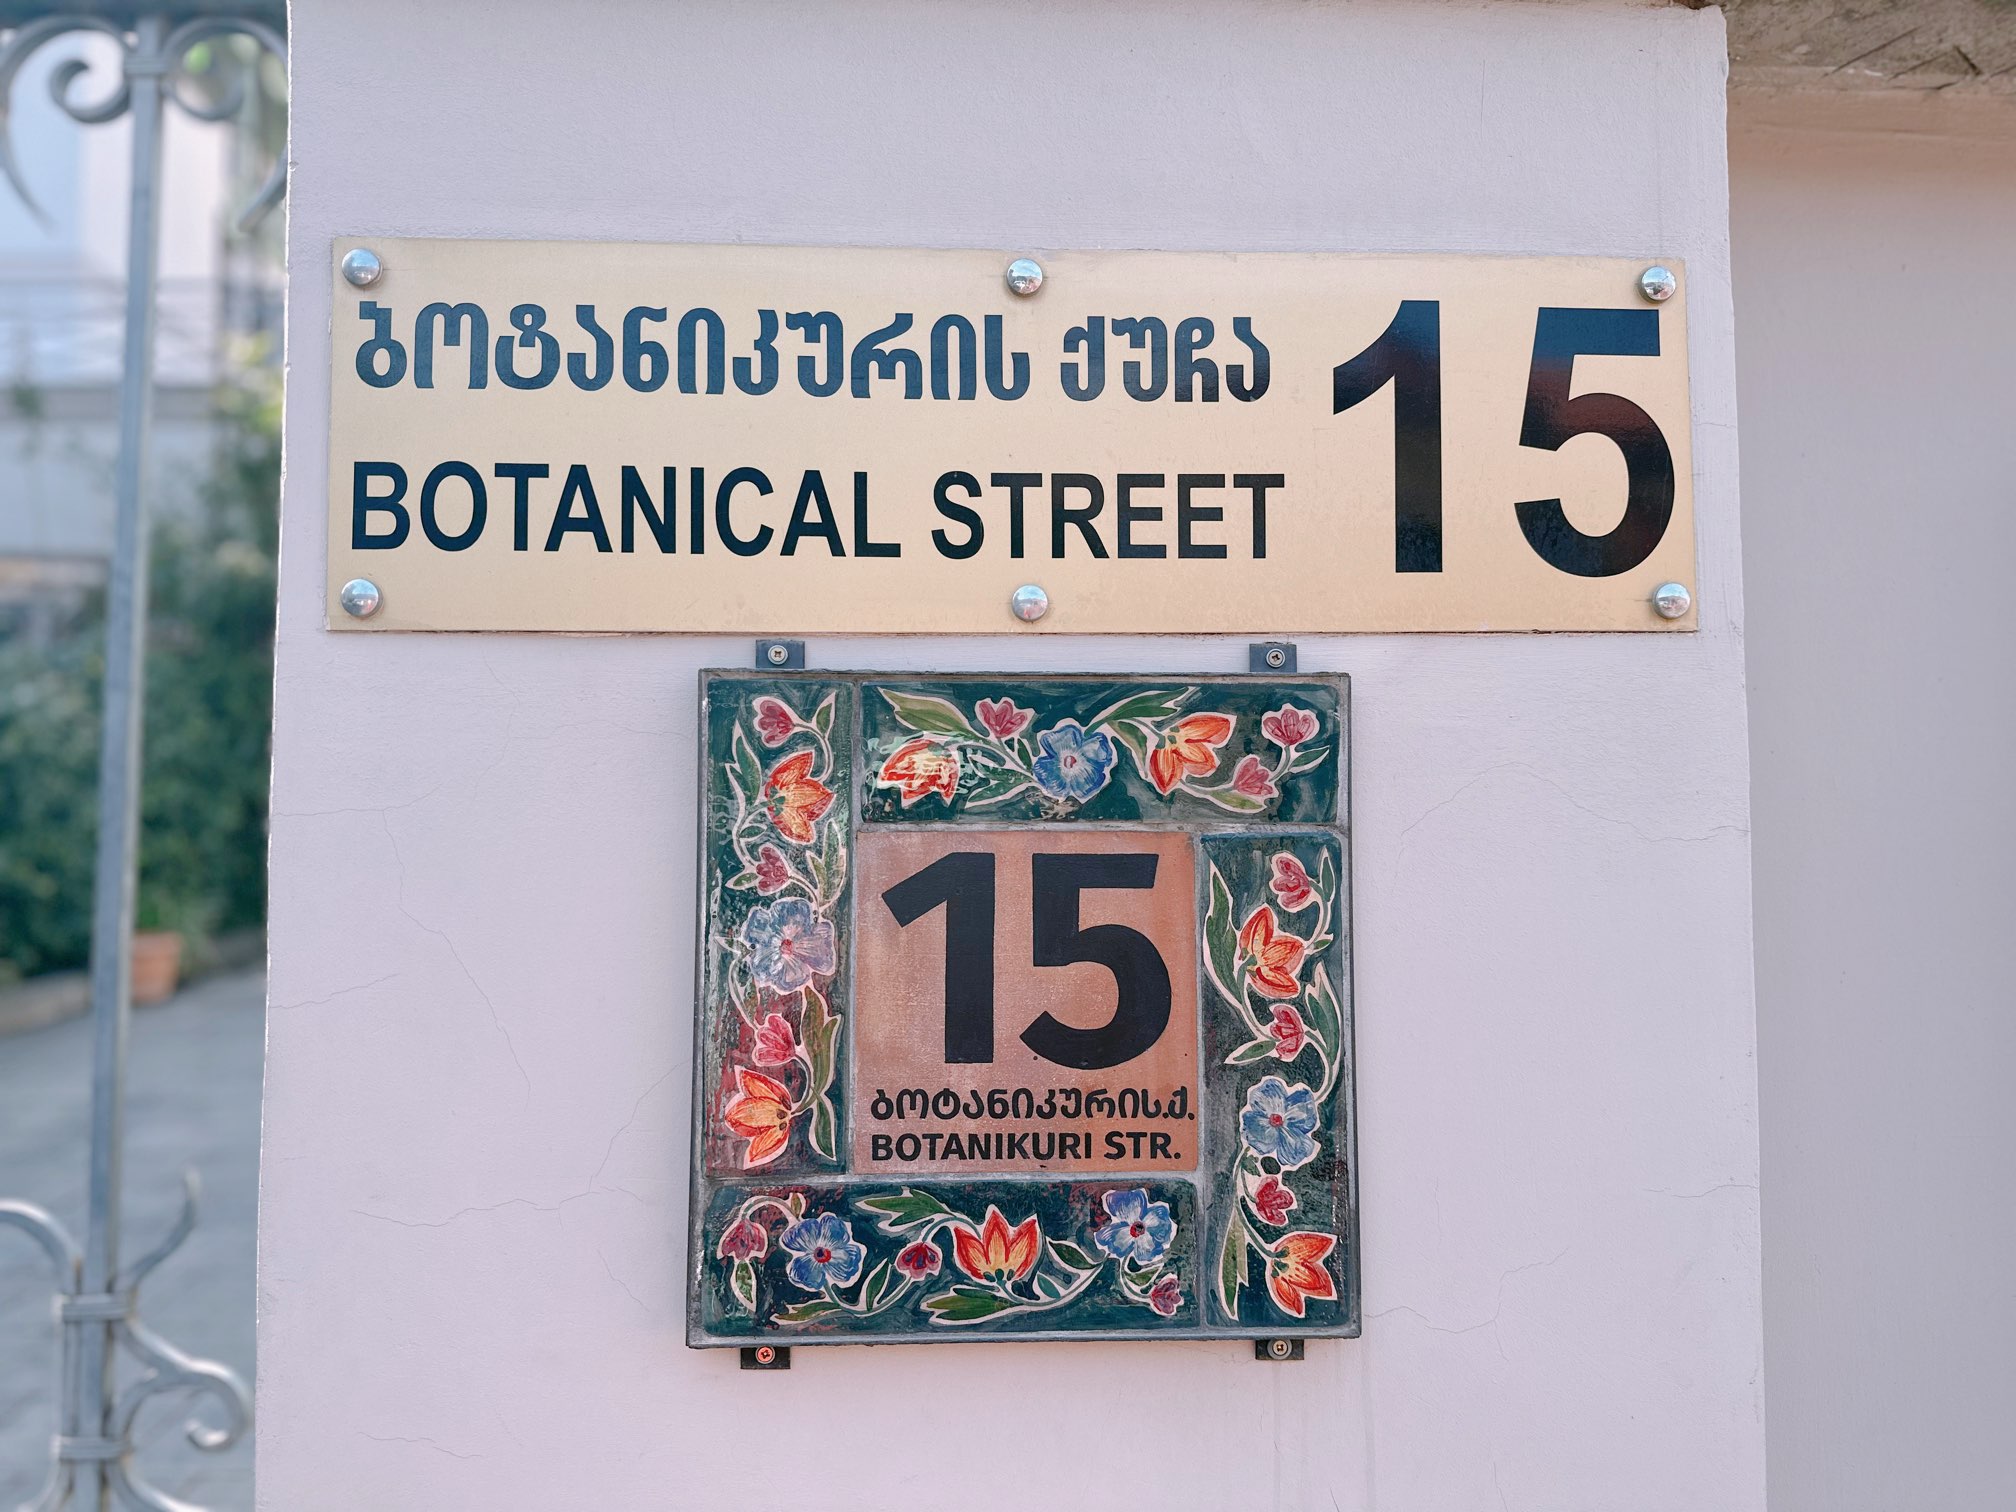 ბოტანიკურის ქუჩა 15
BOTANICAL STREET
15
ბოტანიკურის.ქ.
BOTANIKURI STR.